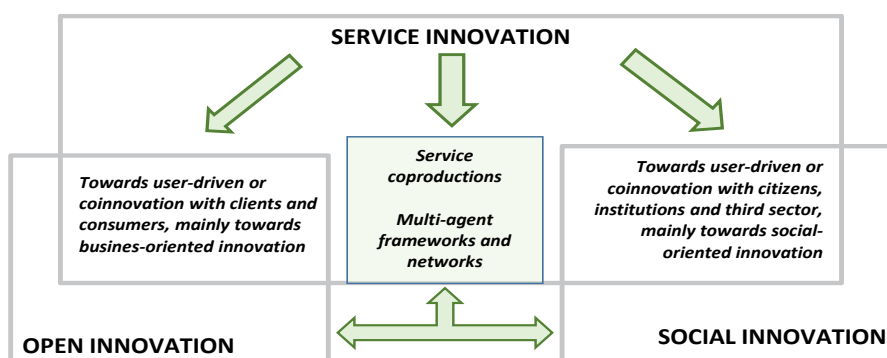 SERVICE INNOVATION
Towards user-driven or
coinnovation with clients and
consumers, mainly towards
busines-oriented innovation
Service
coproductions
Multi-agent
frameworks and
networks
Towards user-driven or
coinnovation with citizens,
institutions and third sector,
mainly towards social-
oriented innovation
OPEN INNOVATION
SOCIAL INNOVATION